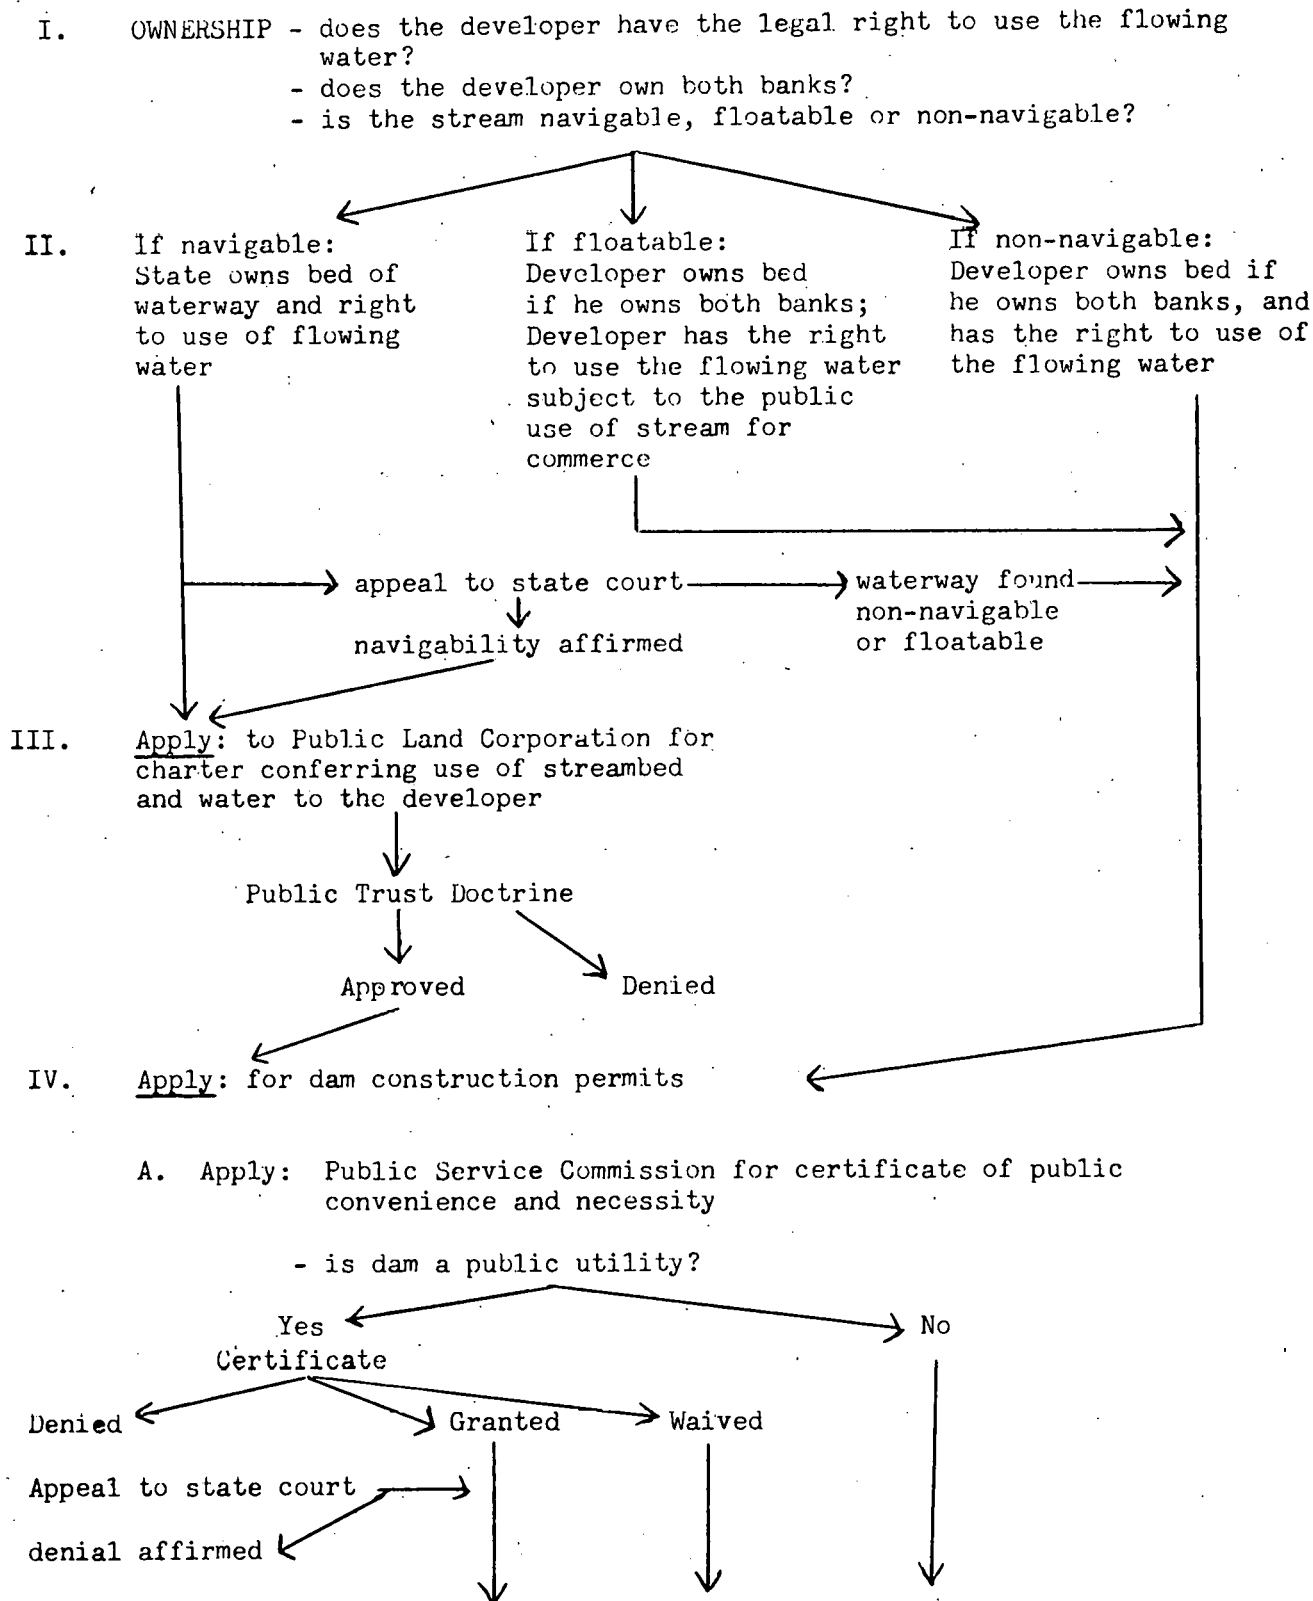 I. OWNERSHIP - does the developer have the legal right to use the flowing
water?
- does the developer own both banks?
- is the stream navigable, floatable or non-navigable?
II.
If navigable:
State owns bed of
waterway and right
to use of flowing
water
If floatable:
Developer owns bed
if he owns both banks;
Developer has the right
to use the flowing water
subject to the public
use of stream for
commerce
If non-navigable:
Developer owns bed if
he owns both banks, and
has the right to use of
the flowing water
appeal to state court
waterway found
non-navigable
or floatable
navigability affirmed
III. Apply: to Public Land Corporation for
charter conferring use of streambed
and water to the developer
Public Trust Doctrine
Approved
Denied
IV. Apply: for dam construction permits
A. Apply: Public Service Commission for certificate of public
convenience and necessity
- is dam a public utility?
Yes
No
Certificate
Denied
Granted
Waived
Appeal to state court
denial affirmed